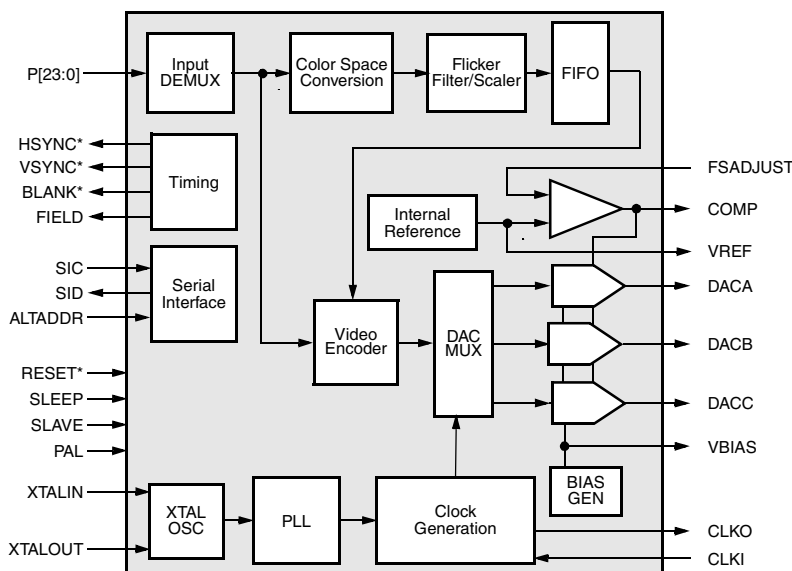 P[23:0]
HSYNC*
VSYNC*
BLANK*
FIELD
SIC
SID
ALTADDR
RESET*
SLEEP
SLAVE
PAL
XTALIN
XTALOUT
Input
DEMUX
Color Space
Conversion
Flicker
Filter/Scaler
FIFO
Timing
Internal
Reference
Serial
Interface
Video
Encoder
DAC
MUX
XTAL
OSC
PLL
Clock
Generation
BIAS
GEN
FSADJUST
COMP
VREF
DACA
DACB
DACC
VBIAS
CLKO
CLKI